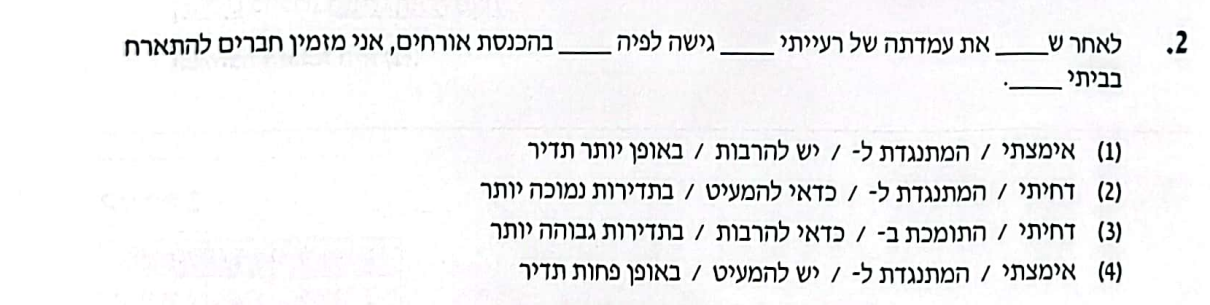 2. לאחר ש____ את עמדתה של רעייתי ____ גישה לפיה ____ בהכנסת אורחים, אני מזמין חברים להתארח
בביתי ____.
(1) אימצתי / המתנגדת ל- / יש להרבות / באופן יותר תדיר
(2) דחיתי / המתנגדת ל- / כדאי להמעיט / בתדירות נמוכה יותר
(3) דחיתי / התומכת ב- / כדאי להרבות / בתדירות גבוהה יותר
(4) אימצתי / המתנגדת ל- / יש להמעיט / באופן פחות תדיר